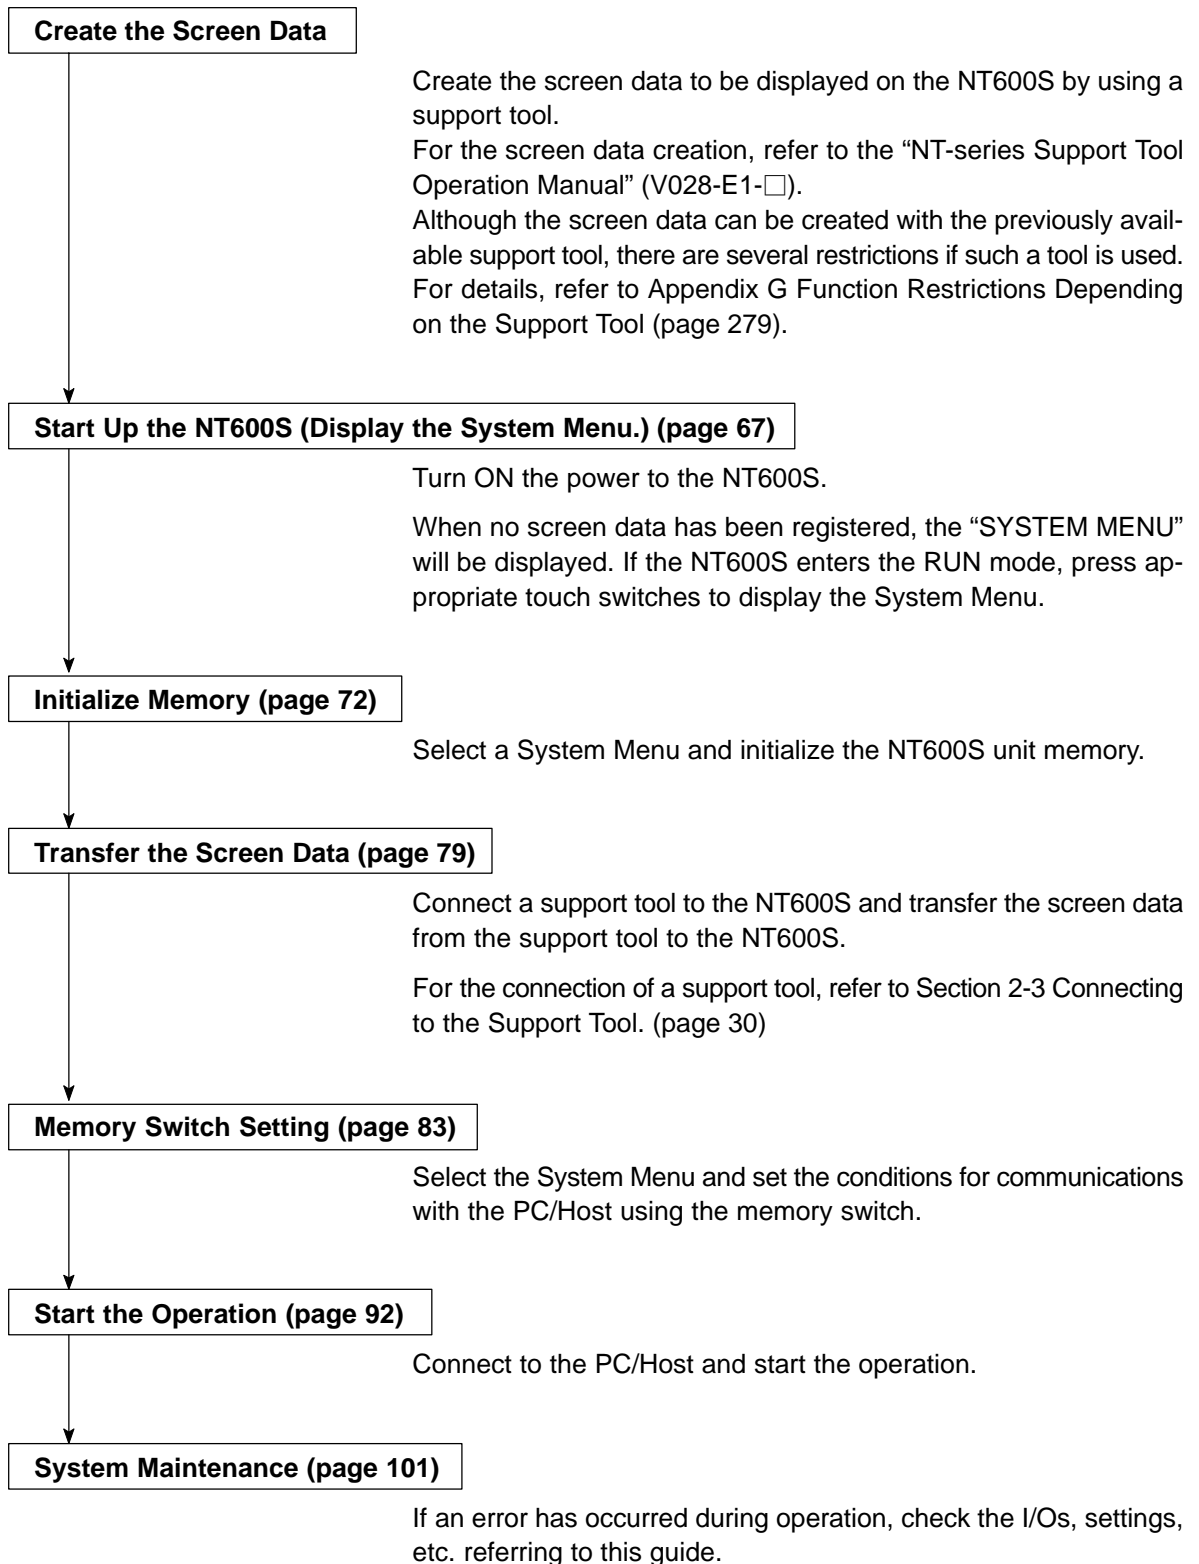 Create the Screen Data
Create the screen data to be displayed on the NT600S by using a
support tool.
For the screen data creation, refer to the “NT-series Support Tool
Operation Manual” (V028-E1-□).
Although the screen data can be created with the previously avail-
able support tool, there are several restrictions if such a tool is used.
For details, refer to Appendix G Function Restrictions Depending
on the Support Tool (page 279).
Start Up the NT600S (Display the System Menu.) (page 67)
Turn ON the power to the NT600S.
When no screen data has been registered, the “SYSTEM MENU”
will be displayed. If the NT600S enters the RUN mode, press ap-
propriate touch switches to display the System Menu.
Initialize Memory (page 72)
Select a System Menu and initialize the NT600S unit memory.
Transfer the Screen Data (page 79)
Connect a support tool to the NT600S and transfer the screen data
from the support tool to the NT600S.
For the connection of a support tool, refer to Section 2-3 Connecting
to the Support Tool. (page 30)
Memory Switch Setting (page 83)
Select the System Menu and set the conditions for communications
with the PC/Host using the memory switch.
Start the Operation (page 92)
Connect to the PC/Host and start the operation.
System Maintenance (page 101)
If an error has occurred during operation, check the I/Os, settings,
etc. referring to this guide.